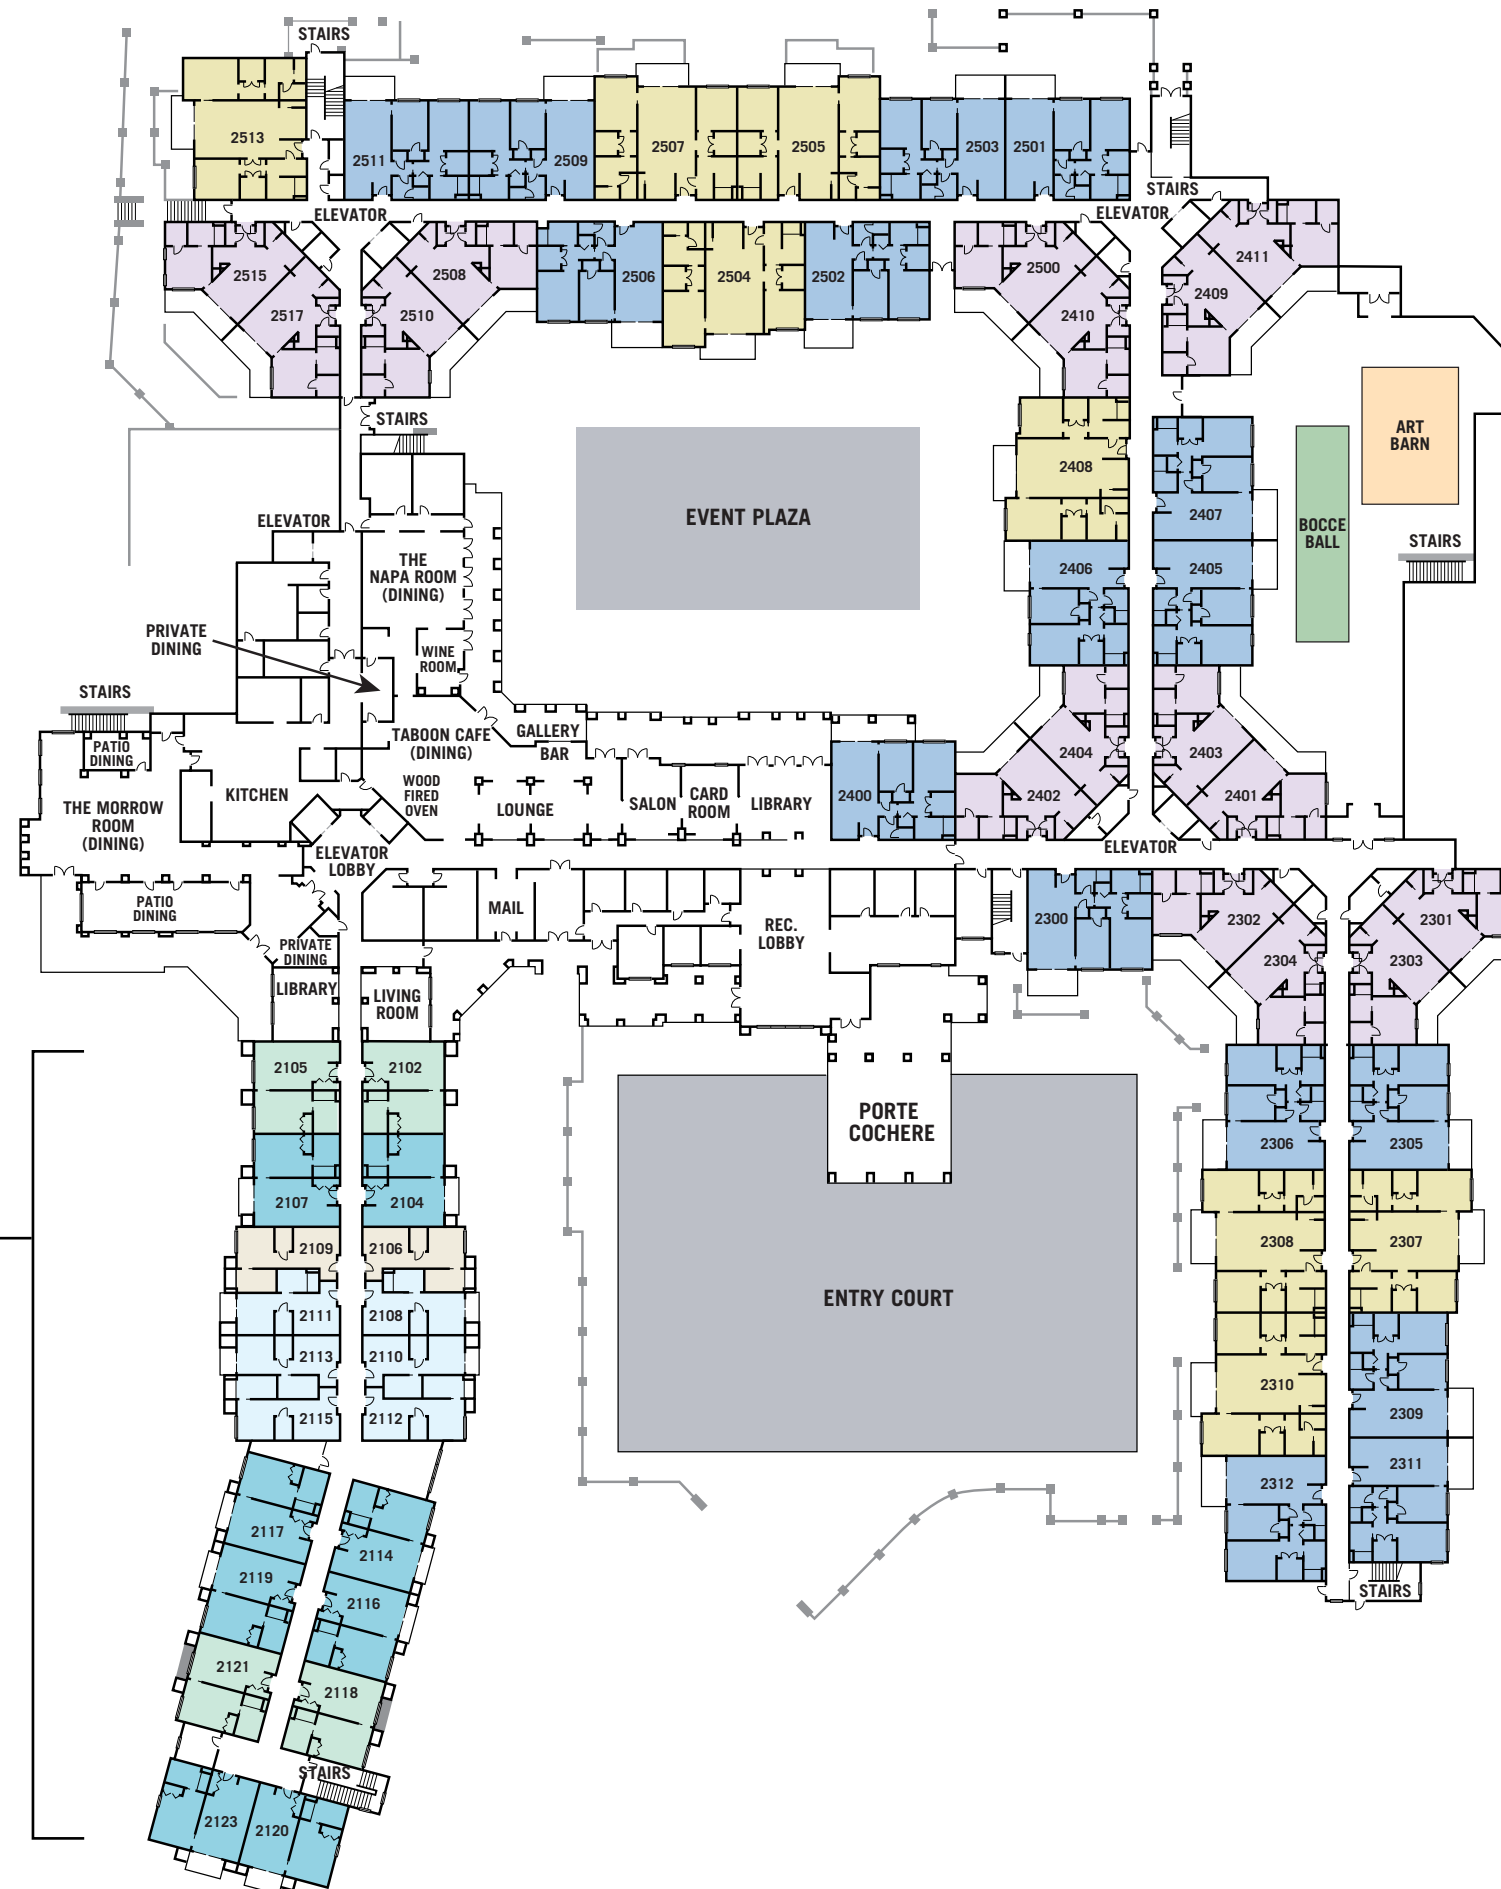 STAIRS
2513
2511
2509
2507
2505
2503
2501
STAIRS
ELEVATOR
ELEVATOR
2515
2508
2506
2504
2502
2500
2411
2517
2510
2410
2409
STAIRS
ART
BARN
2408
EVENT PLAZA
2407
BOCCE
BALL
ELEVATOR
STAIRS
THE
NAPA ROOM
(DINING)
2406
2405
PRIVATE
DINING
WINE
ROOM
STAIRS
GALLERY
TABOON CAFE
(DINING)
BAR
PATIO
DINING
2404
2403
WOOD
FIRED
OVEN
KITCHEN
LOUNGE
SALON
CARD
ROOM
LIBRARY
2400
2402
2401
THE MORROW
ROOM
(DINING)
ELEVATOR
LOBBY
ELEVATOR
PATIO
DINING
MAIL
REC.
LOBBY
2300
2302
2301
PRIVATE
DINING
2304
2303
LIBRARY
LIVING
ROOM
2105
2102
PORTE
COCHERE
2306
2305
2107
2104
2109
2106
2308
2307
ENTRY COURT
2111
2108
2113
2110
2310
2115
2112
2309
2311
2312
2117
2114
2119
2116
STAIRS
2121
2118
STAIRS
2123
2120